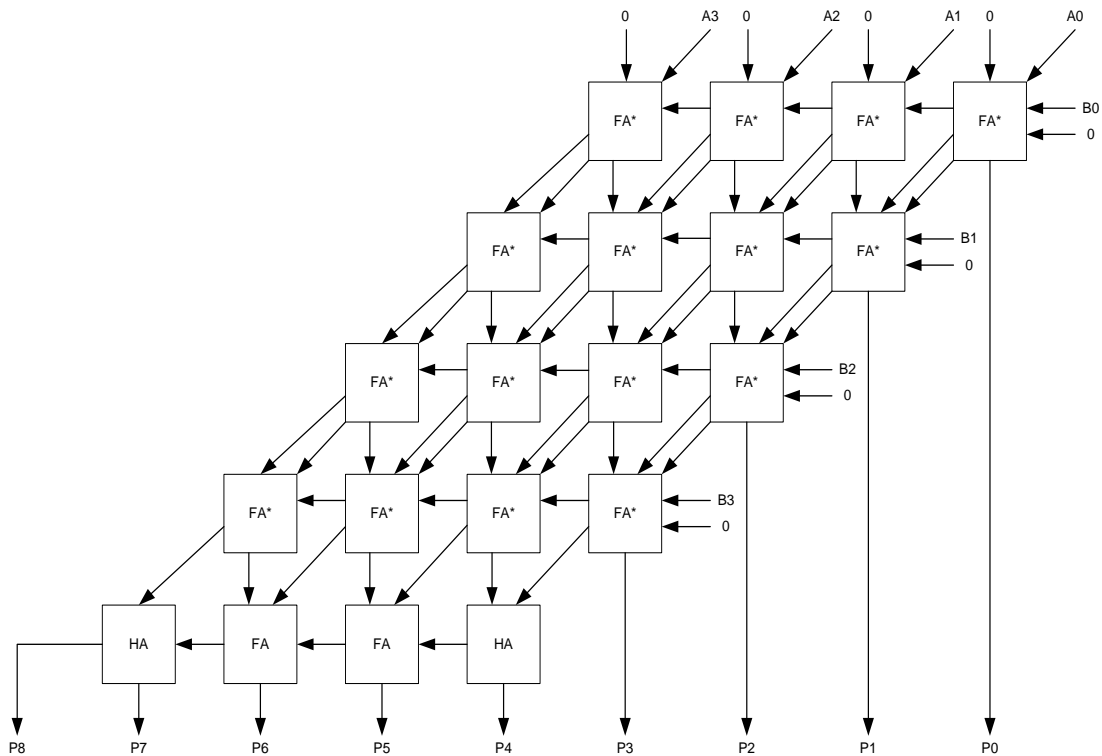 0 A3 0 A2 0 A1 0 A0
FA* FA* FA* FA* B0
0
FA* FA* FA* FA* B1
0
FA* FA* FA* FA* B2
0
FA* FA* FA* FA* B3
0
HA FA FA HA
P8 P7 P6 P5 P4 P3 P2 P1 P0